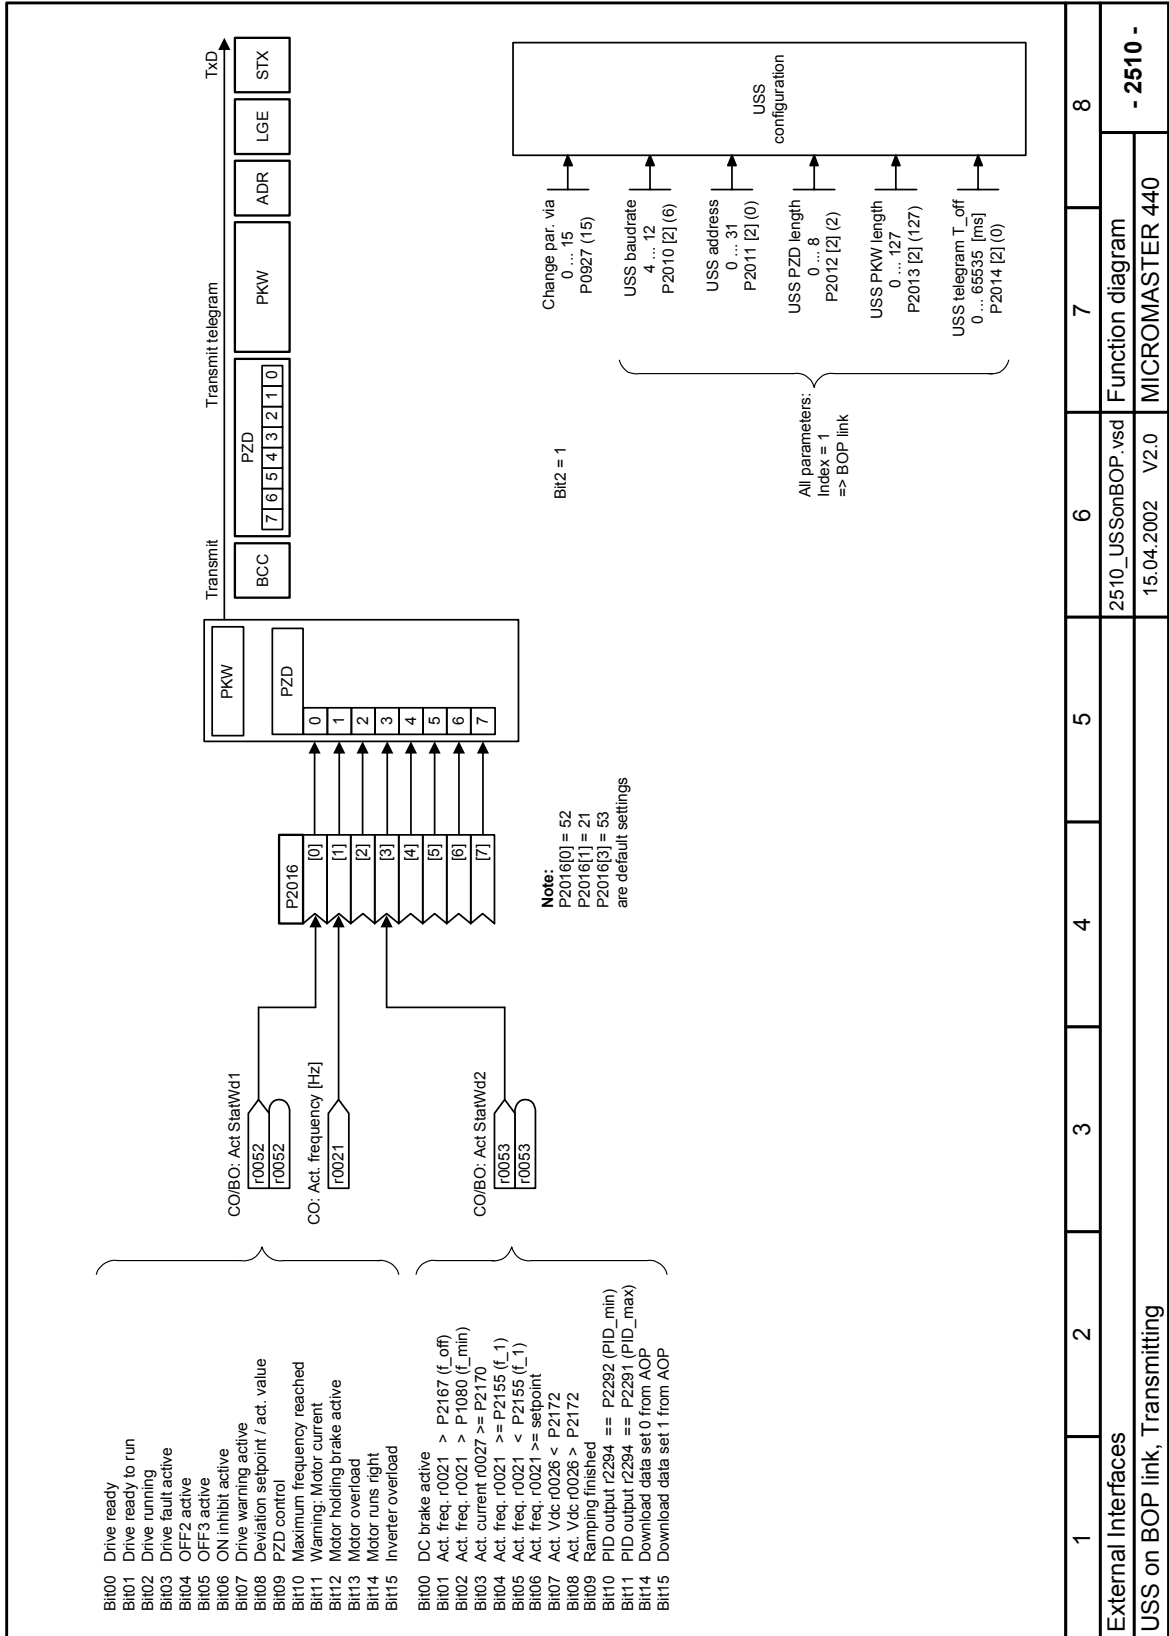 Bit00 Drive ready
Bit01 Drive ready to run
Bit02 Drive running
Bit03 Drive fault active
Bit04 OFF2 active
Bit05 OFF3 active
Bit06 ON inhibit active
Bit07 Drive warning active
Bit08 Deviation setpoint / act. value
Bit09 PZD control
Bit10 Maximum frequency reached
Bit11 Warning: Motor current
Bit12 Motor holding brake active
Bit13 Motor overload
Bit14 Motor runs right
Bit15 Inverter overload
Bit00 DC brake active
Bit01 Act. freq. r0021 > P2167 (f_off)
Bit02 Act. freq. r0021 > P1080 (f_min)
Bit03 Act. current r0027 >= P2170
Bit04 Act. freq. r0021 >= P2155 (f_1)
Bit05 Act. freq. r0021 < P2155 (f_1)
Bit06 Act. freq. r0021 >= setpoint
Bit07 Act. Vdc r0026 < P2172
Bit08 Act. Vdc r0026 > P2172
Bit09 Ramping finished
Bit10 PID output r2294 == P2292 (PID_min)
Bit11 PID output r2294 == P2291 (PID_max)
Bit14 Download data set 0 from AOP
Bit15 Download data set 1 from AOP
CO/BO: Act StatWd1
r0052
r0052
CO: Act. frequency [Hz]
r0021
CO/BO: Act StatWd2
r0053
r0053
P2016
[0]
[1]
[2]
[3]
[4]
[5]
[6]
[7]
Note:
P2016[0] = 52
P2016[1] = 21
P2016[3] = 53
are default settings
PKW
PZD
0
1
2
3
4
5
6
7
Transmit
Transmit telegram
TxD
BCC
PZD
7 6 5 4 3 2 1 0
PKW
ADR
LGE
STX
Bit2 = 1
All parameters:
Index = 1
=> BOP link
Change par. via
0 ... 15
P0927 (15)
USS baudrate
4 ... 12
P2010 [2] (6)
USS address
0 ... 31
P2011 [2] (0)
USS PZD length
0 ... 8
P2012 [2] (2)
USS PKW length
0 ... 127
P2013 [2] (127)
USS telegram T_off
0 ... 65535 [ms]
P2014 [2] (0)
USS
configuration
1 2 3 4 5 6 7 8
External Interfaces
2510_USSonBOP.vsd
Function diagram
- 2510 -
USS on BOP link, Transmitting
15.04.2002 V2.0
MICROMASTER 440